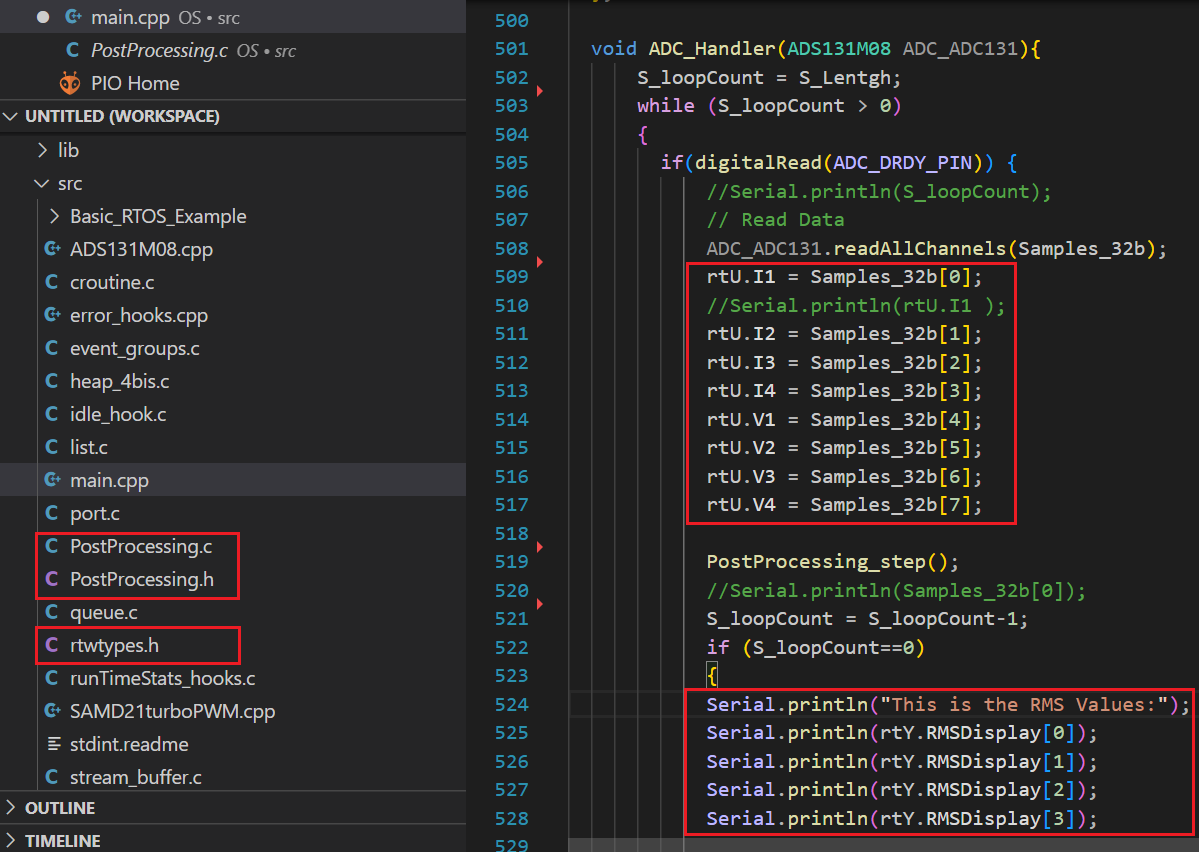 main.cpp OS • src
PostProcessing.c OS • src
PIO Home
UNTITLED (WORKSPACE)
lib
src
Basic_RTOS_Example
ADS131M08.cpp
croutine.c
error_hooks.cpp
event_groups.c
heap_4bis.c
idle_hook.c
list.c
main.cpp
port.c
PostProcessing.c
PostProcessing.h
queue.c
rtwtypes.h
runTimeStats_hooks.c
SAMD21turboPWM.cpp
stdint.readme
stream_buffer.c
OUTLINE
TIMELINE
500
501 void ADC_Handler(ADS131M08 ADC_ADC131){
502 S_loopCount = S_Lentgh;
503 while (S_loopCount > 0)
504 {
505 if(digitalRead(ADC_DRDY_PIN)) {
506 //Serial.println(S_loopCount);
507 // Read Data
508 ADC_ADC131.readAllChannels(Samples_32b);
509 rtU.I1 = Samples_32b[0];
510 //Serial.println(rtU.I1 );
511 rtU.I2 = Samples_32b[1];
512 rtU.I3 = Samples_32b[2];
513 rtU.I4 = Samples_32b[3];
514 rtU.V1 = Samples_32b[4];
515 rtU.V2 = Samples_32b[5];
516 rtU.V3 = Samples_32b[6];
517 rtU.V4 = Samples_32b[7];
518
519 PostProcessing_step();
520 //Serial.println(Samples_32b[0]);
521 S_loopCount = S_loopCount-1;
522 if (S_loopCount==0)
523 {
524 Serial.println("This is the RMS Values:");
525 Serial.println(rtY.RMSDisplay[0]);
526 Serial.println(rtY.RMSDisplay[1]);
527 Serial.println(rtY.RMSDisplay[2]);
528 Serial.println(rtY.RMSDisplay[3]);
529